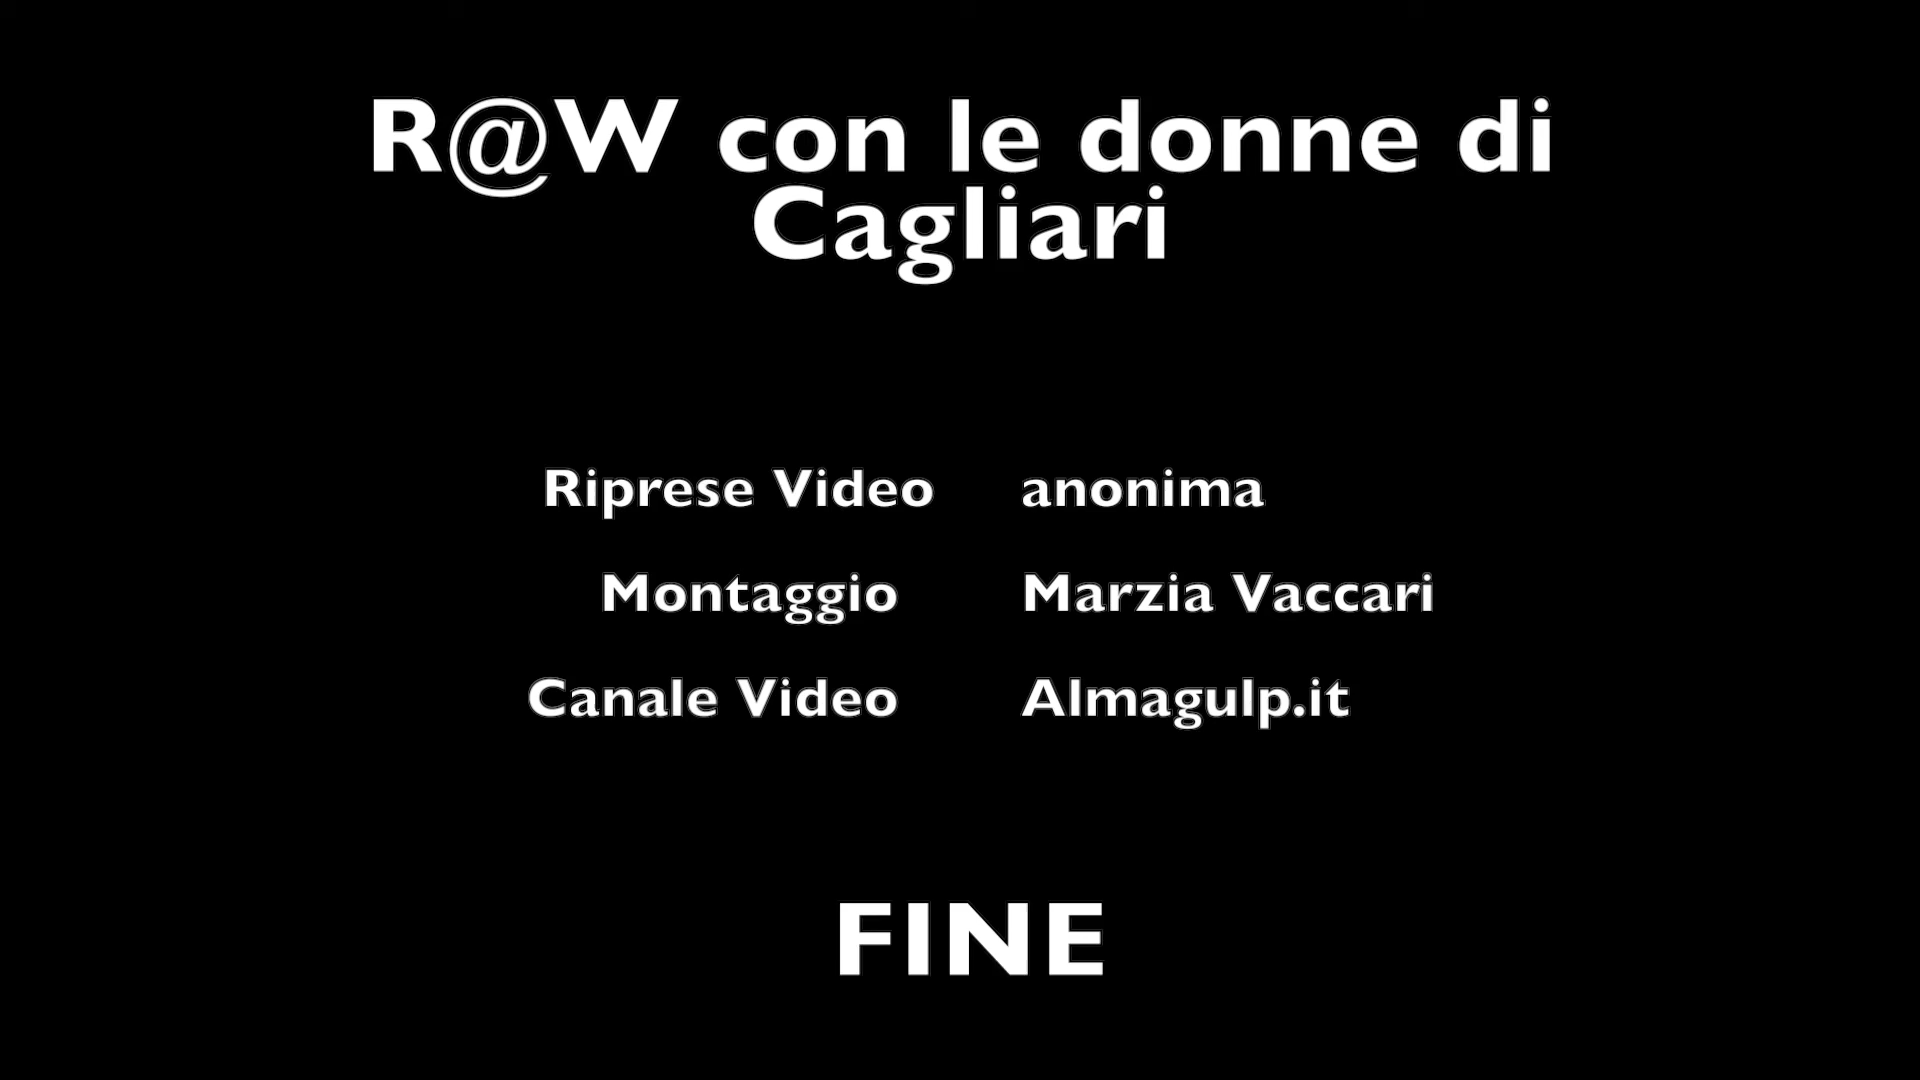 R@W con le donne di
Cagliari
Riprese Video anonima
Montaggio Marzia Vaccari
Canale Video Almagulp.it
FINE